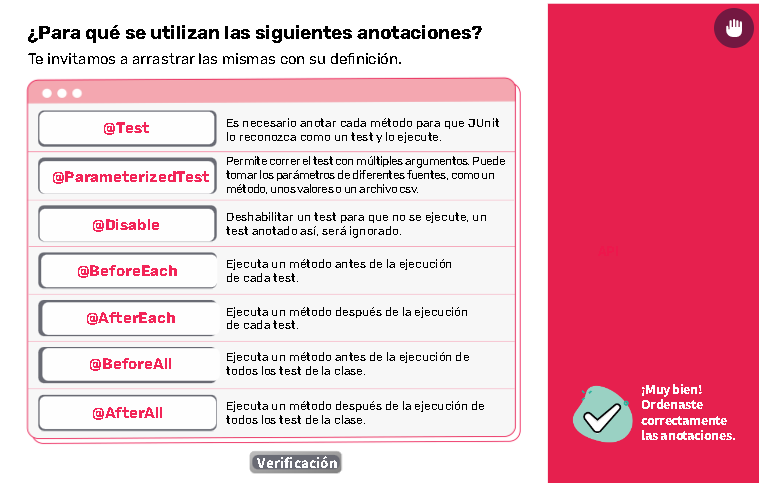 ¿Para qué se utilizan las siguientes anotaciones?
Te invitamos a arrastrar las mismas con su definición.
@Test
Es necesario anotar cada método para que JUnit
lo reconozca como un test y lo ejecute.
@ParameterizedTest
Permite correr el test con múltiples argumentos. Puede
tomar los parámetros de diferentes fuentes, como un
método, unos valores o un archivo csv.
@Disable
Deshabilitar un test para que no se ejecute, un
test anotado así, será ignorado.
@BeforeEach
Ejecuta un método antes de la ejecución
de cada test.
@AfterEach
Ejecuta un método después de la ejecución
de cada test.
@BeforeAll
Ejecuta un método antes de la ejecución de
todos los test de la clase.
@AfterAll
Ejecuta un método después de la ejecución de
todos los test de la clase.
Verificación
¡Muy bien!
Ordenaste
correctamente
las anotaciones.